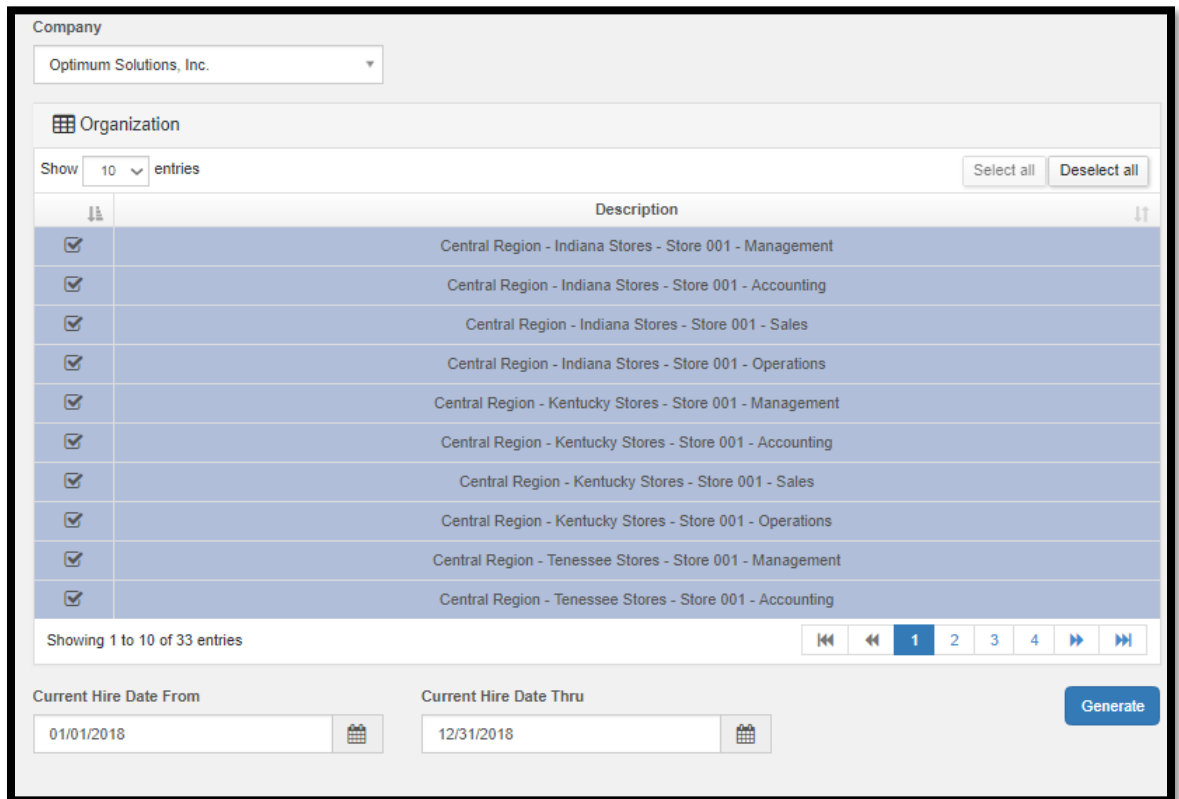 Company
Optimum Solutions, Inc.
Organization
Show 10 entries Select all Deselect all
Description
Central Region - Indiana Stores - Store 001 - Management
Central Region - Indiana Stores - Store 001 - Accounting
Central Region - Indiana Stores - Store 001 - Sales
Central Region - Indiana Stores - Store 001 - Operations
Central Region - Kentucky Stores - Store 001 - Management
Central Region - Kentucky Stores - Store 001 - Accounting
Central Region - Kentucky Stores - Store 001 - Sales
Central Region - Kentucky Stores - Store 001 - Operations
Central Region - Tenessee Stores - Store 001 - Management
Central Region - Tenessee Stores - Store 001 - Accounting
Showing 1 to 10 of 33 entries 1 2 3 4
Current Hire Date From Current Hire Date Thru Generate
01/01/2018 12/31/2018